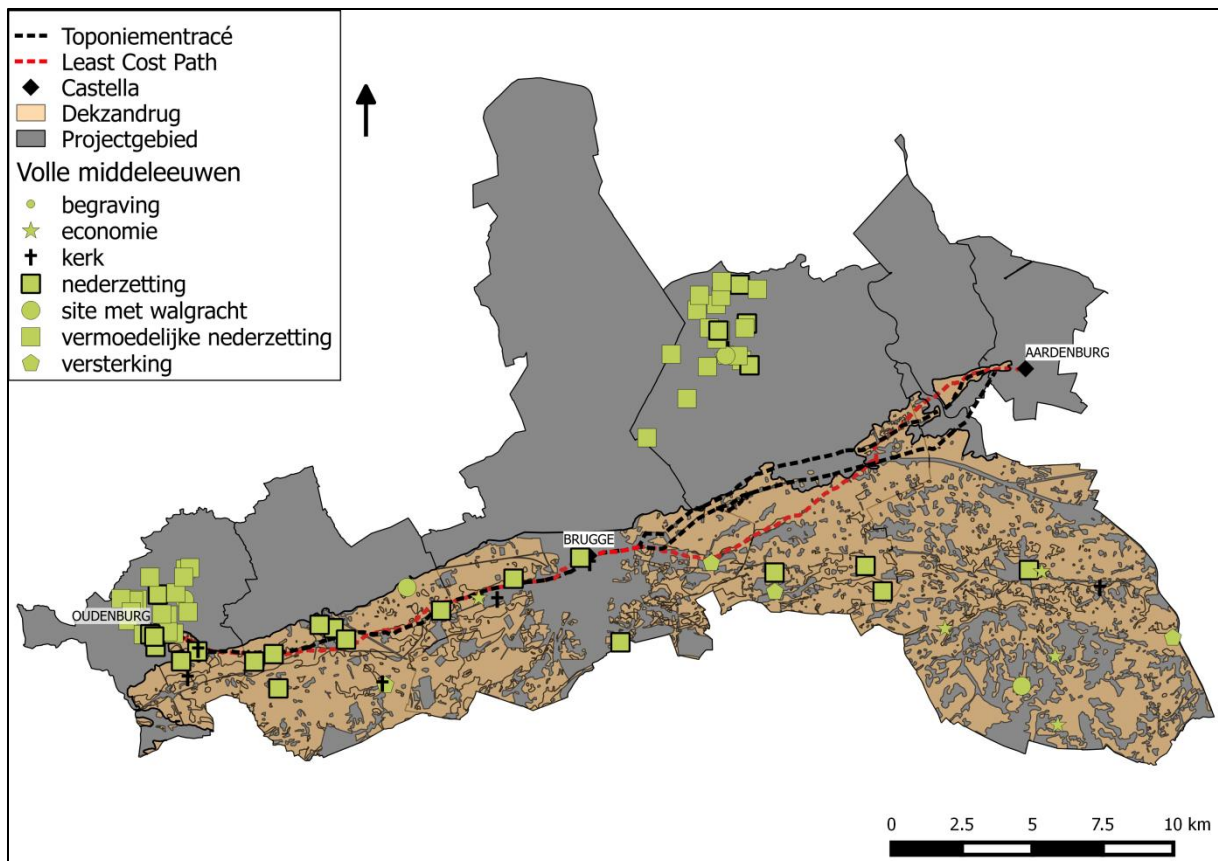 Toponiementracé
Least Cost Path
Castella
Dekzandrug
Projectgebied
Volle middeleeuwen
begraving
economie
kerk
nederzetting
site met walgracht
vermoedelijke nederzetting
versterking
AARDENBURG
BRUGGE
OUDENBURG
0 2.5 5 7.5 10 km